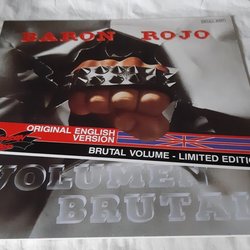 BARON ROJO
ORIGINAL ENGLISH
VERSION
BRUTAL VOLUME - LIMITED EDITION
VOLUMEN
BRUTAL